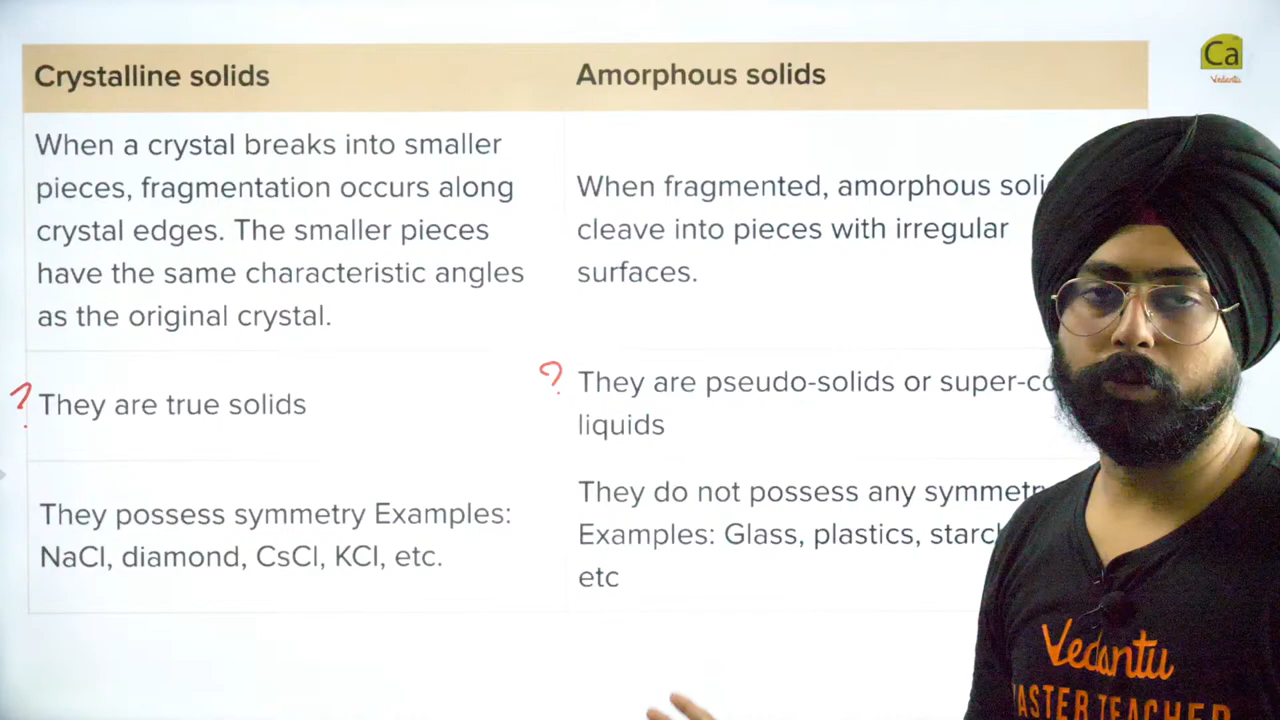 Crystalline solids
Amorphous solids
When a crystal breaks into smaller
pieces, fragmentation occurs along
crystal edges. The smaller pieces
have the same characteristic angles
as the original crystal.
When fragmented, amorphous
cleave into pieces with irregular
surfaces.
?
They are true solids
?
They are pseudo-solids or
liquids
They possess symmetry Examples:
NaCl, diamond, CsCl, KCl, etc.
They do not possess any
Examples: Glass, plastics,
etc
Ca
Vedantu
Vedantu
TEACHER